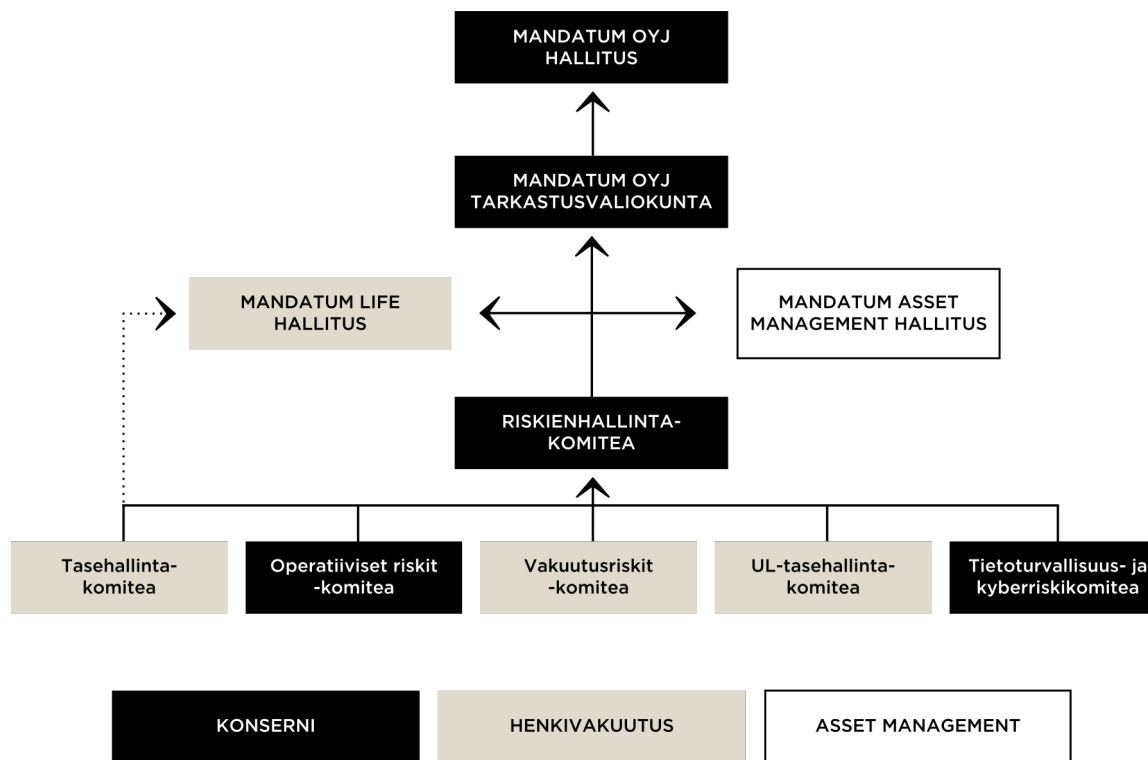 MANDATUM OYJ
HALLITUS
MANDATUM OYJ
TARKASTUSVALIOKUNTA
MANDATUM LIFE
HALLITUS
MANDATUM ASSET
MANAGEMENT HALLITUS
RISKIENHALLINTA-
KOMITEA
Tasehallinta-
komitea
Operatiiviset riskit
-komitea
Vakuutusriskit
-komitea
UL-tasehallinta-
komitea
Tietoturvallisuus- ja
kyberriskikomitea
KONSERNI
HENKIVAKUUTUS
ASSET MANAGEMENT